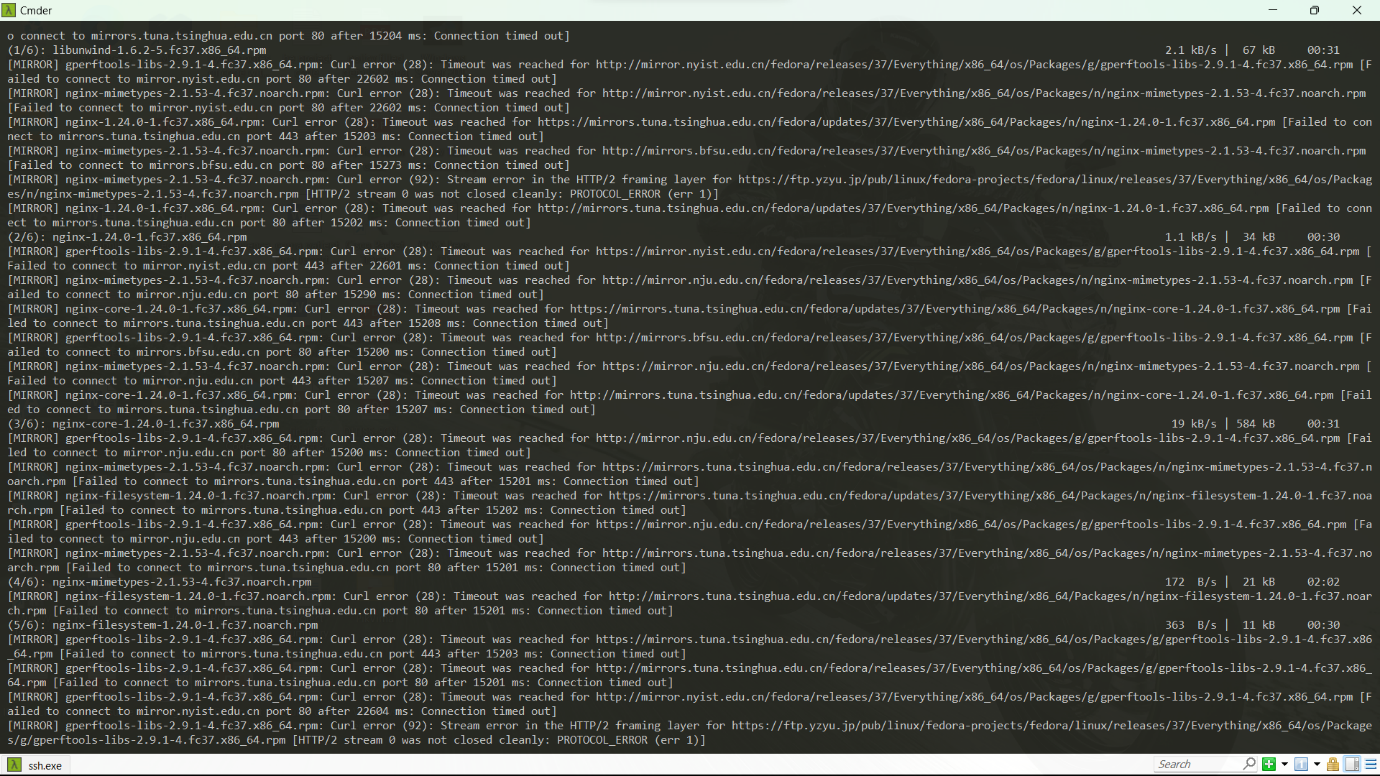 Cmder
o connect to mirrors.tuna.tsinghua.edu.cn port 80 after 15204 ms: Connection timed out]
(1/6): libunwind-1.6.2-5.fc37.x86_64.rpm 2.1 kB/s | 67 kB 00:31
[MIRROR] gperftools-libs-2.9.1-4.fc37.x86_64.rpm: Curl error (28): Timeout was reached for http://mirror.nyist.edu.cn/fedora/releases/37/Everything/x86_64/os/Packages/g/gperftools-libs-2.9.1-4.fc37.x86_64.rpm [F
ailed to connect to mirror.nyist.edu.cn port 80 after 22602 ms: Connection timed out]
[MIRROR] nginx-mimetypes-2.1.53-4.fc37.noarch.rpm: Curl error (28): Timeout was reached for http://mirror.nyist.edu.cn/fedora/releases/37/Everything/x86_64/os/Packages/n/nginx-mimetypes-2.1.53-4.fc37.noarch.rpm
[Failed to connect to mirror.nyist.edu.cn port 80 after 22602 ms: Connection timed out]
[MIRROR] nginx-1.24.0-1.fc37.x86_64.rpm: Curl error (28): Timeout was reached for https://mirrors.tuna.tsinghua.edu.cn/fedora/updates/37/Everything/x86_64/Packages/n/nginx-1.24.0-1.fc37.x86_64.rpm [Failed to con
nect to mirrors.tuna.tsinghua.edu.cn port 443 after 15203 ms: Connection timed out]
[MIRROR] nginx-mimetypes-2.1.53-4.fc37.noarch.rpm: Curl error (28): Timeout was reached for http://mirrors.bfsu.edu.cn/fedora/releases/37/Everything/x86_64/os/Packages/n/nginx-mimetypes-2.1.53-4.fc37.noarch.rpm
[Failed to connect to mirrors.bfsu.edu.cn port 80 after 15273 ms: Connection timed out]
[MIRROR] nginx-mimetypes-2.1.53-4.fc37.noarch.rpm: Curl error (92): Stream error in the HTTP/2 framing layer for https://ftp.yzyu.jp/pub/linux/fedora-projects/fedora/linux/releases/37/Everything/x86_64/os/Packag
es/n/nginx-mimetypes-2.1.53-4.fc37.noarch.rpm [HTTP/2 stream 0 was not closed cleanly: PROTOCOL_ERROR (err 1)]
[MIRROR] nginx-1.24.0-1.fc37.x86_64.rpm: Curl error (28): Timeout was reached for http://mirrors.tuna.tsinghua.edu.cn/fedora/updates/37/Everything/x86_64/Packages/n/nginx-1.24.0-1.fc37.x86_64.rpm [Failed to conn
ect to mirrors.tuna.tsinghua.edu.cn port 80 after 15202 ms: Connection timed out]
(2/6): nginx-1.24.0-1.fc37.x86_64.rpm 1.1 kB/s | 34 kB 00:30
[MIRROR] gperftools-libs-2.9.1-4.fc37.x86_64.rpm: Curl error (28): Timeout was reached for https://mirror.nyist.edu.cn/fedora/releases/37/Everything/x86_64/os/Packages/g/gperftools-libs-2.9.1-4.fc37.x86_64.rpm [
Failed to connect to mirror.nyist.edu.cn port 443 after 22601 ms: Connection timed out]
[MIRROR] nginx-mimetypes-2.1.53-4.fc37.noarch.rpm: Curl error (28): Timeout was reached for http://mirror.nju.edu.cn/fedora/releases/37/Everything/x86_64/os/Packages/n/nginx-mimetypes-2.1.53-4.fc37.noarch.rpm [F
ailed to connect to mirror.nju.edu.cn port 80 after 15290 ms: Connection timed out]
[MIRROR] nginx-core-1.24.0-1.fc37.x86_64.rpm: Curl error (28): Timeout was reached for https://mirrors.tuna.tsinghua.edu.cn/fedora/updates/37/Everything/x86_64/Packages/n/nginx-core-1.24.0-1.fc37.x86_64.rpm [Fai
led to connect to mirrors.tuna.tsinghua.edu.cn port 443 after 15208 ms: Connection timed out]
[MIRROR] gperftools-libs-2.9.1-4.fc37.x86_64.rpm: Curl error (28): Timeout was reached for http://mirrors.bfsu.edu.cn/fedora/releases/37/Everything/x86_64/os/Packages/g/gperftools-libs-2.9.1-4.fc37.x86_64.rpm [F
ailed to connect to mirrors.bfsu.edu.cn port 80 after 15200 ms: Connection timed out]
[MIRROR] nginx-mimetypes-2.1.53-4.fc37.noarch.rpm: Curl error (28): Timeout was reached for https://mirror.nju.edu.cn/fedora/releases/37/Everything/x86_64/os/Packages/n/nginx-mimetypes-2.1.53-4.fc37.noarch.rpm [
Failed to connect to mirror.nju.edu.cn port 443 after 15207 ms: Connection timed out]
[MIRROR] nginx-core-1.24.0-1.fc37.x86_64.rpm: Curl error (28): Timeout was reached for http://mirrors.tuna.tsinghua.edu.cn/fedora/updates/37/Everything/x86_64/Packages/n/nginx-core-1.24.0-1.fc37.x86_64.rpm [Fail
ed to connect to mirrors.tuna.tsinghua.edu.cn port 80 after 15207 ms: Connection timed out]
(3/6): nginx-core-1.24.0-1.fc37.x86_64.rpm 19 kB/s | 584 kB 00:31
[MIRROR] gperftools-libs-2.9.1-4.fc37.x86_64.rpm: Curl error (28): Timeout was reached for http://mirror.nju.edu.cn/fedora/releases/37/Everything/x86_64/os/Packages/g/gperftools-libs-2.9.1-4.fc37.x86_64.rpm [Fai
led to connect to mirror.nju.edu.cn port 80 after 15200 ms: Connection timed out]
[MIRROR] nginx-mimetypes-2.1.53-4.fc37.noarch.rpm: Curl error (28): Timeout was reached for https://mirrors.tuna.tsinghua.edu.cn/fedora/releases/37/Everything/x86_64/os/Packages/n/nginx-mimetypes-2.1.53-4.fc37.n
oarch.rpm [Failed to connect to mirrors.tuna.tsinghua.edu.cn port 443 after 15201 ms: Connection timed out]
[MIRROR] nginx-filesystem-1.24.0-1.fc37.noarch.rpm: Curl error (28): Timeout was reached for https://mirrors.tuna.tsinghua.edu.cn/fedora/updates/37/Everything/x86_64/Packages/n/nginx-filesystem-1.24.0-1.fc37.noa
rch.rpm [Failed to connect to mirrors.tuna.tsinghua.edu.cn port 443 after 15202 ms: Connection timed out]
[MIRROR] gperftools-libs-2.9.1-4.fc37.x86_64.rpm: Curl error (28): Timeout was reached for https://mirror.nju.edu.cn/fedora/releases/37/Everything/x86_64/os/Packages/g/gperftools-libs-2.9.1-4.fc37.x86_64.rpm [Fa
iled to connect to mirror.nju.edu.cn port 443 after 15200 ms: Connection timed out]
[MIRROR] nginx-mimetypes-2.1.53-4.fc37.noarch.rpm: Curl error (28): Timeout was reached for http://mirrors.tuna.tsinghua.edu.cn/fedora/releases/37/Everything/x86_64/os/Packages/n/nginx-mimetypes-2.1.53-4.fc37.no
arch.rpm [Failed to connect to mirrors.tuna.tsinghua.edu.cn port 80 after 15201 ms: Connection timed out]
(4/6): nginx-mimetypes-2.1.53-4.fc37.noarch.rpm 172 B/s | 21 kB 02:02
[MIRROR] nginx-filesystem-1.24.0-1.fc37.noarch.rpm: Curl error (28): Timeout was reached for http://mirrors.tuna.tsinghua.edu.cn/fedora/updates/37/Everything/x86_64/Packages/n/nginx-filesystem-1.24.0-1.fc37.noar
ch.rpm [Failed to connect to mirrors.tuna.tsinghua.edu.cn port 80 after 15201 ms: Connection timed out]
(5/6): nginx-filesystem-1.24.0-1.fc37.noarch.rpm 363 B/s | 11 kB 00:30
[MIRROR] gperftools-libs-2.9.1-4.fc37.x86_64.rpm: Curl error (28): Timeout was reached for https://mirrors.tuna.tsinghua.edu.cn/fedora/releases/37/Everything/x86_64/os/Packages/g/gperftools-libs-2.9.1-4.fc37.x86
_64.rpm [Failed to connect to mirrors.tuna.tsinghua.edu.cn port 443 after 15203 ms: Connection timed out]
[MIRROR] gperftools-libs-2.9.1-4.fc37.x86_64.rpm: Curl error (28): Timeout was reached for http://mirrors.tuna.tsinghua.edu.cn/fedora/releases/37/Everything/x86_64/os/Packages/g/gperftools-libs-2.9.1-4.fc37.x86_
64.rpm [Failed to connect to mirrors.tuna.tsinghua.edu.cn port 80 after 15201 ms: Connection timed out]
[MIRROR] gperftools-libs-2.9.1-4.fc37.x86_64.rpm: Curl error (28): Timeout was reached for http://mirror.nyist.edu.cn/fedora/releases/37/Everything/x86_64/os/Packages/g/gperftools-libs-2.9.1-4.fc37.x86_64.rpm [F
ailed to connect to mirror.nyist.edu.cn port 80 after 22604 ms: Connection timed out]
[MIRROR] gperftools-libs-2.9.1-4.fc37.x86_64.rpm: Curl error (92): Stream error in the HTTP/2 framing layer for https://ftp.yzyu.jp/pub/linux/fedora-projects/fedora/linux/releases/37/Everything/x86_64/os/Package
s/g/gperftools-libs-2.9.1-4.fc37.x86_64.rpm [HTTP/2 stream 0 was not closed cleanly: PROTOCOL_ERROR (err 1)]
ssh.exe Search